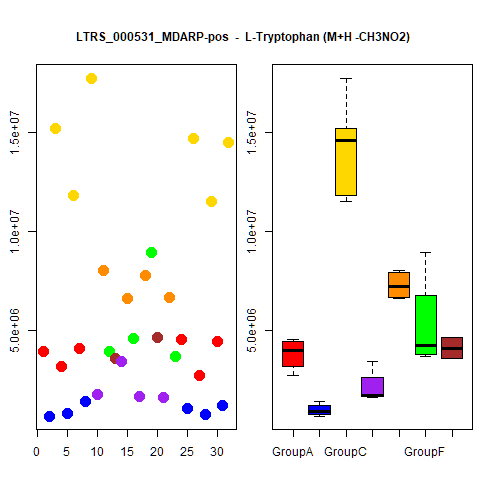 LTRS_000531_MDARP-pos - L-Tryptophan (M+H -CH3NO2)
1.5e+07
1.0e+07
5.0e+06
0 5 10 15 20 25 30
1.5e+07
1.0e+07
5.0e+06
GroupA GroupC GroupF